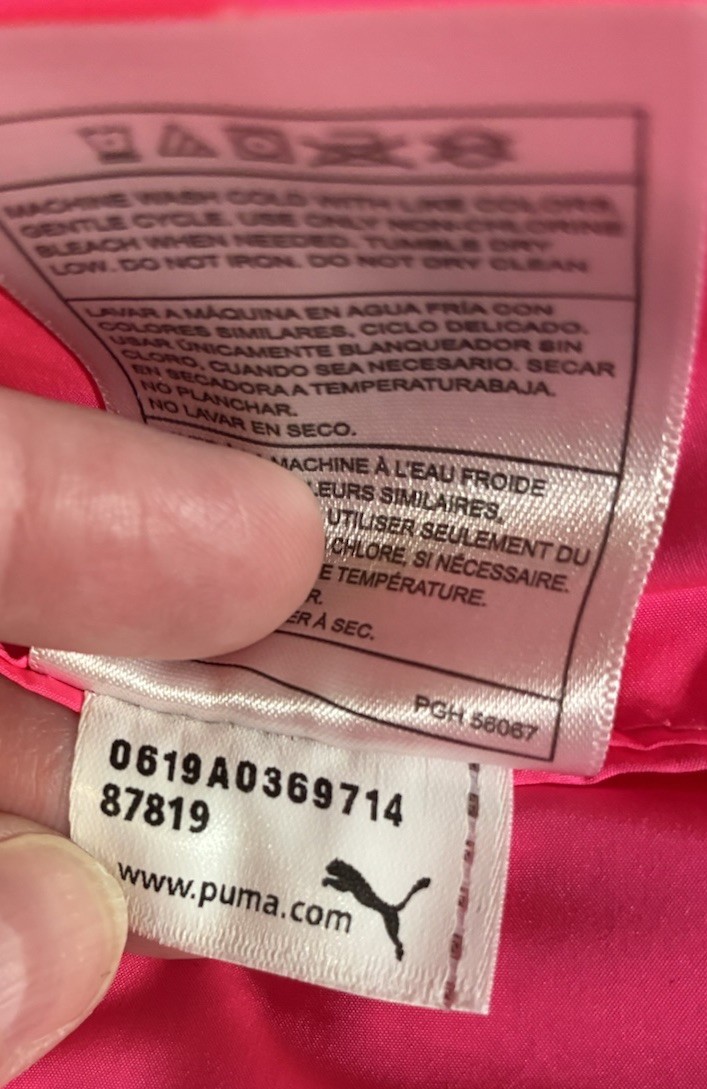 MACHINE WASH COLD WITH LIKE COLORS,
GENTLE CYCLE. USE ONLY NON-CHLORINE
BLEACH WHEN NEEDED. TUMBLE DRY
LOW. DO NOT IRON. DO NOT DRY CLEAN
LAVAR A MÁQUINA EN AGUA FRÍA CON
COLORES SIMILARES, CICLO DELICADO.
USAR ÚNICAMENTE BLANQUEADOR SIN
CLORO, CUANDO SEA NECESARIO. SECAR
EN SECADORA A TEMPERATURABAJA.
NO PLANCHAR.
NO LAVAR EN SECO.
MACHINE À L'EAU FROIDE
LEURS SIMILAIRES,
UTILISER SEULEMENT DU
CHLORE, SI NÉCESSAIRE.
E TEMPÉRATURE.
R.
ER À SEC.
PGH 56067
0619A0369714
87819
www.puma.com